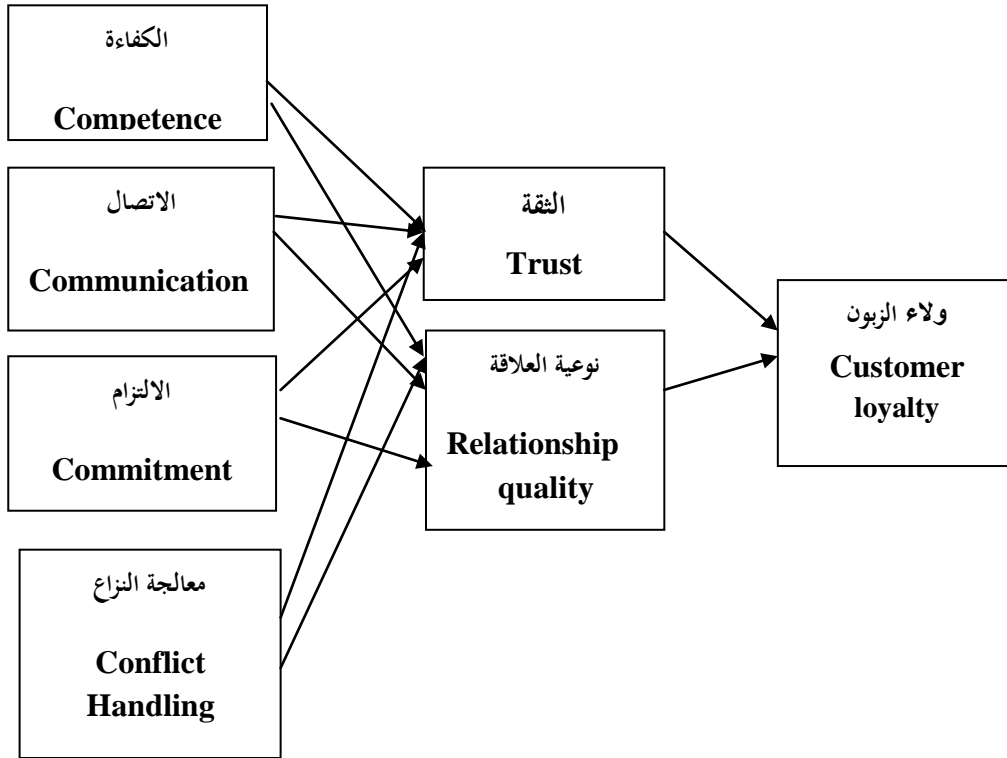 الكفاءة
Competence
الاتصال
Communication
الالتزام
Commitment
معالجة النزاع
Conflict
Handling
الثقة
Trust
نوعية العلاقة
Relationship
quality
ولاء الزبون
Customer
loyalty